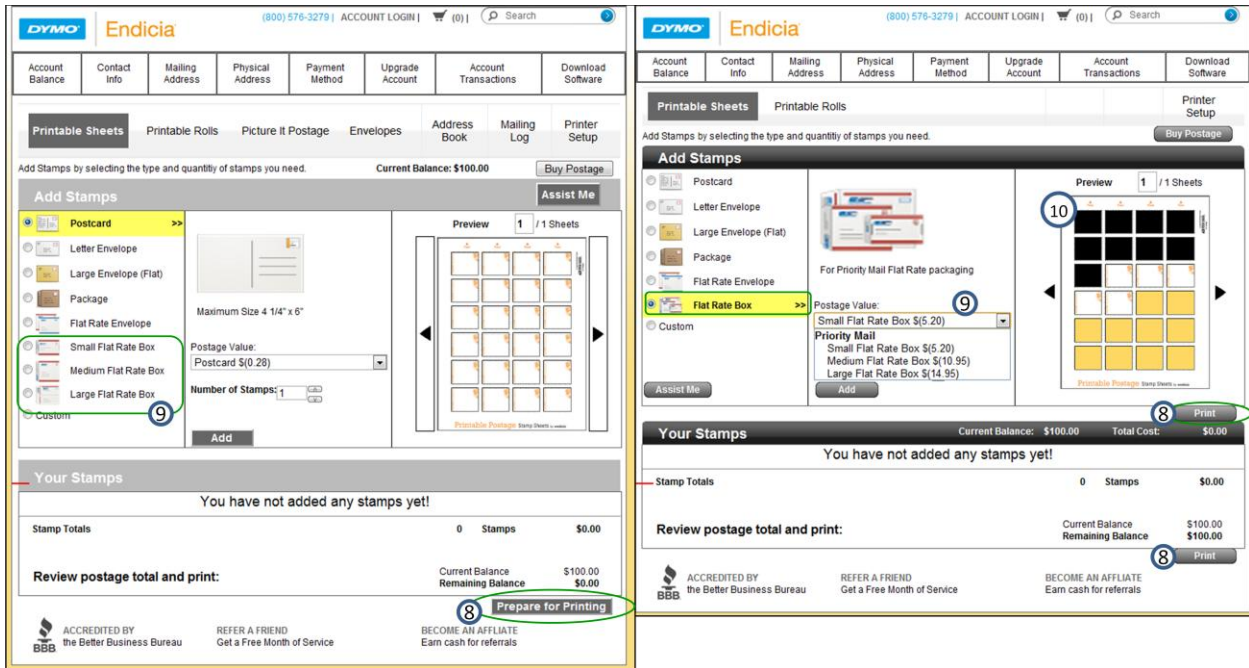 (800) 576-3279 | ACCOUNT LOGIN | (0) | Search
DYMO Endicia
Account Balance Contact Info Mailing Address Physical Address Payment Method Upgrade Account Account Transactions Download Software
Printable Sheets Printable Rolls Picture It Postage Envelopes Address Book Mailing Log Printer Setup
Add Stamps by selecting the type and quantitiy of stamps you need. Current Balance: $100.00 Buy Postage
Add Stamps Assist Me
Postcard >>
Letter Envelope
Large Envelope (Flat)
Package
Flat Rate Envelope
Small Flat Rate Box
Medium Flat Rate Box
Large Flat Rate Box
9
Custom
Maximum Size 4 1/4" x 6"
Postage Value:
Postcard $(0.28)
Number of Stamps: 1
Add
Preview 1 / 1 Sheets
Printable Postage Stamp Sheets
Your Stamps
You have not added any stamps yet!
Stamp Totals 0 Stamps $0.00
Review postage total and print:
Current Balance $100.00
Remaining Balance $0.00
8 Prepare for Printing
BBB ACCREDITED BY the Better Business Bureau
REFER A FRIEND Get a Free Month of Service
BECOME AN AFFLIATE Earn cash for referrals
(800) 576-3279 | ACCOUNT LOGIN | (0) | Search
DYMO Endicia
Account Balance Contact Info Mailing Address Physical Address Payment Method Upgrade Account Account Transactions Download Software
Printable Sheets Printable Rolls Printer Setup
Add Stamps by selecting the type and quantitiy of stamps you need. Buy Postage
Add Stamps
Postcard
Letter Envelope
Large Envelope (Flat)
Package
Flat Rate Envelope
Flat Rate Box >>
Custom
Assist Me
For Priority Mail Flat Rate packaging
Postage Value: 9
Small Flat Rate Box $(5.20)
Priority Mail
Small Flat Rate Box $(5.20)
Medium Flat Rate Box $(10.95)
Large Flat Rate Box $(14.95)
Add
Preview 1 / 1 Sheets
10
Printable Postage Stamp Sheets
8 Print
Your Stamps Current Balance: $100.00 Total Cost: $0.00
You have not added any stamps yet!
Stamp Totals 0 Stamps $0.00
Review postage total and print:
Current Balance $100.00
Remaining Balance $100.00
8 Print
BBB ACCREDITED BY the Better Business Bureau
REFER A FRIEND Get a Free Month of Service
BECOME AN AFFLIATE Earn cash for referrals